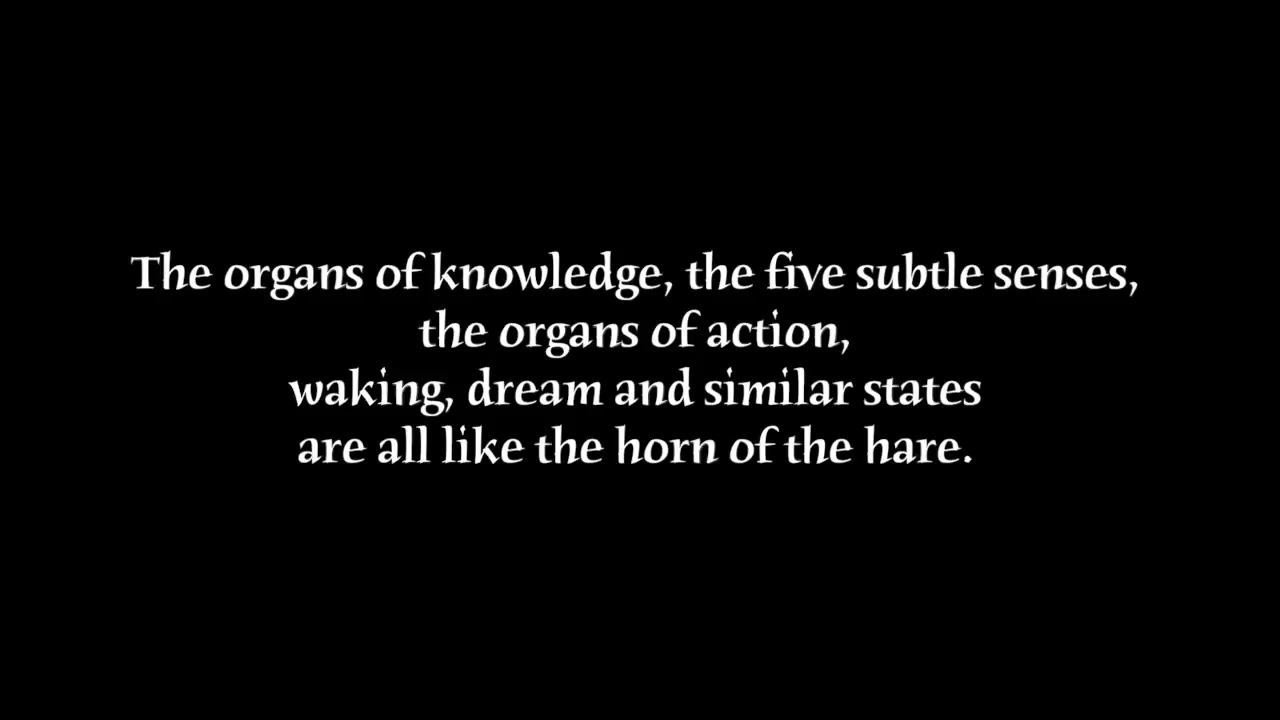 The organs of knowledge, the five subtle senses,
the organs of action,
waking, dream and similar states
are all like the horn of the hare.